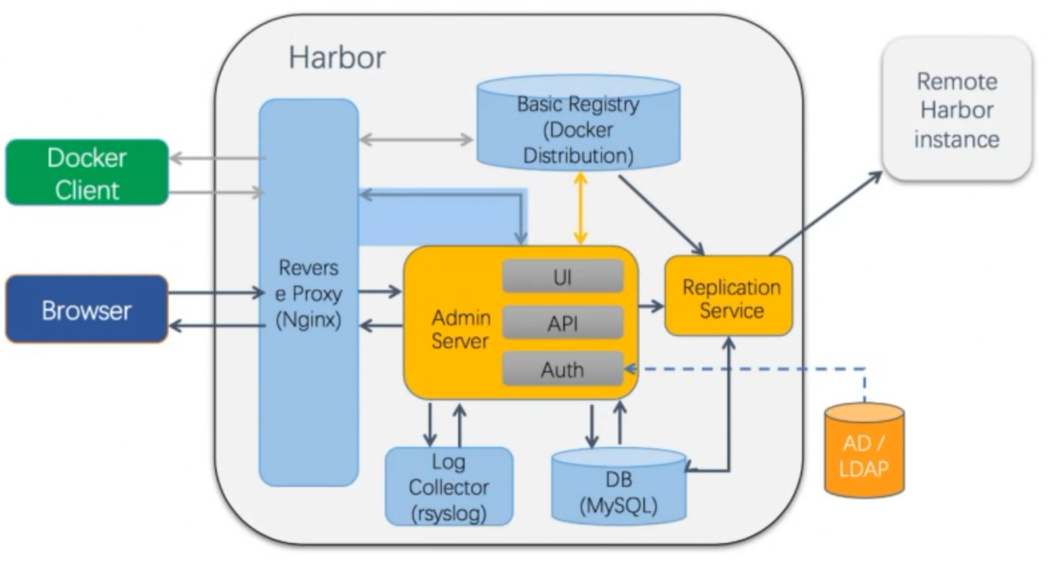 Harbor
Remote
Harbor
instance
Basic Registry
(Docker
Distribution)
Docker
Client
Browser
Revers
e Proxy
(Nginx)
Admin
Server
UI
API
Auth
Replication
Service
Log
Collector
(rsyslog)
DB
(MySQL)
AD /
LDAP